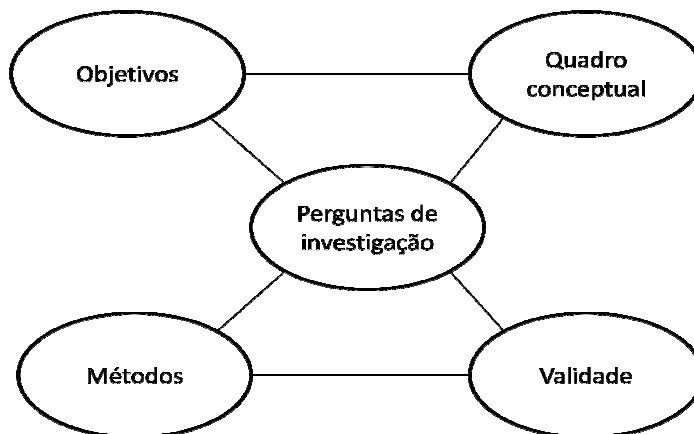 Objetivos
Quadro
conceptual
Perguntas de
investigação
Métodos
Validade